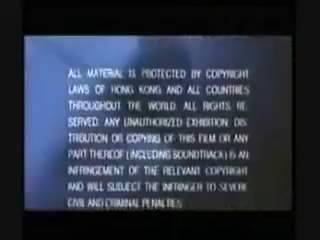 ALL MATERIAL IS PROTECTED BY COPYRIGHT
LAWS OF HONG KONG AND ALL COUNTRIES
THROUGHOUT THE WORLD. ALL RIGHTS RE-
SERVED. ANY UNAUTHORIZED EXHIBITION, DIS-
TRIBUTION OR COPYING OF THIS FILM OR ANY
PART THEREOF (INCLUDING SOUNDTRACK) IS AN
INFRINGEMENT OF THE RELEVANT COPYRIGHT
AND WILL SUBJECT THE INFRINGER TO SEVERE
CIVIL AND CRIMINAL PENALTIES.